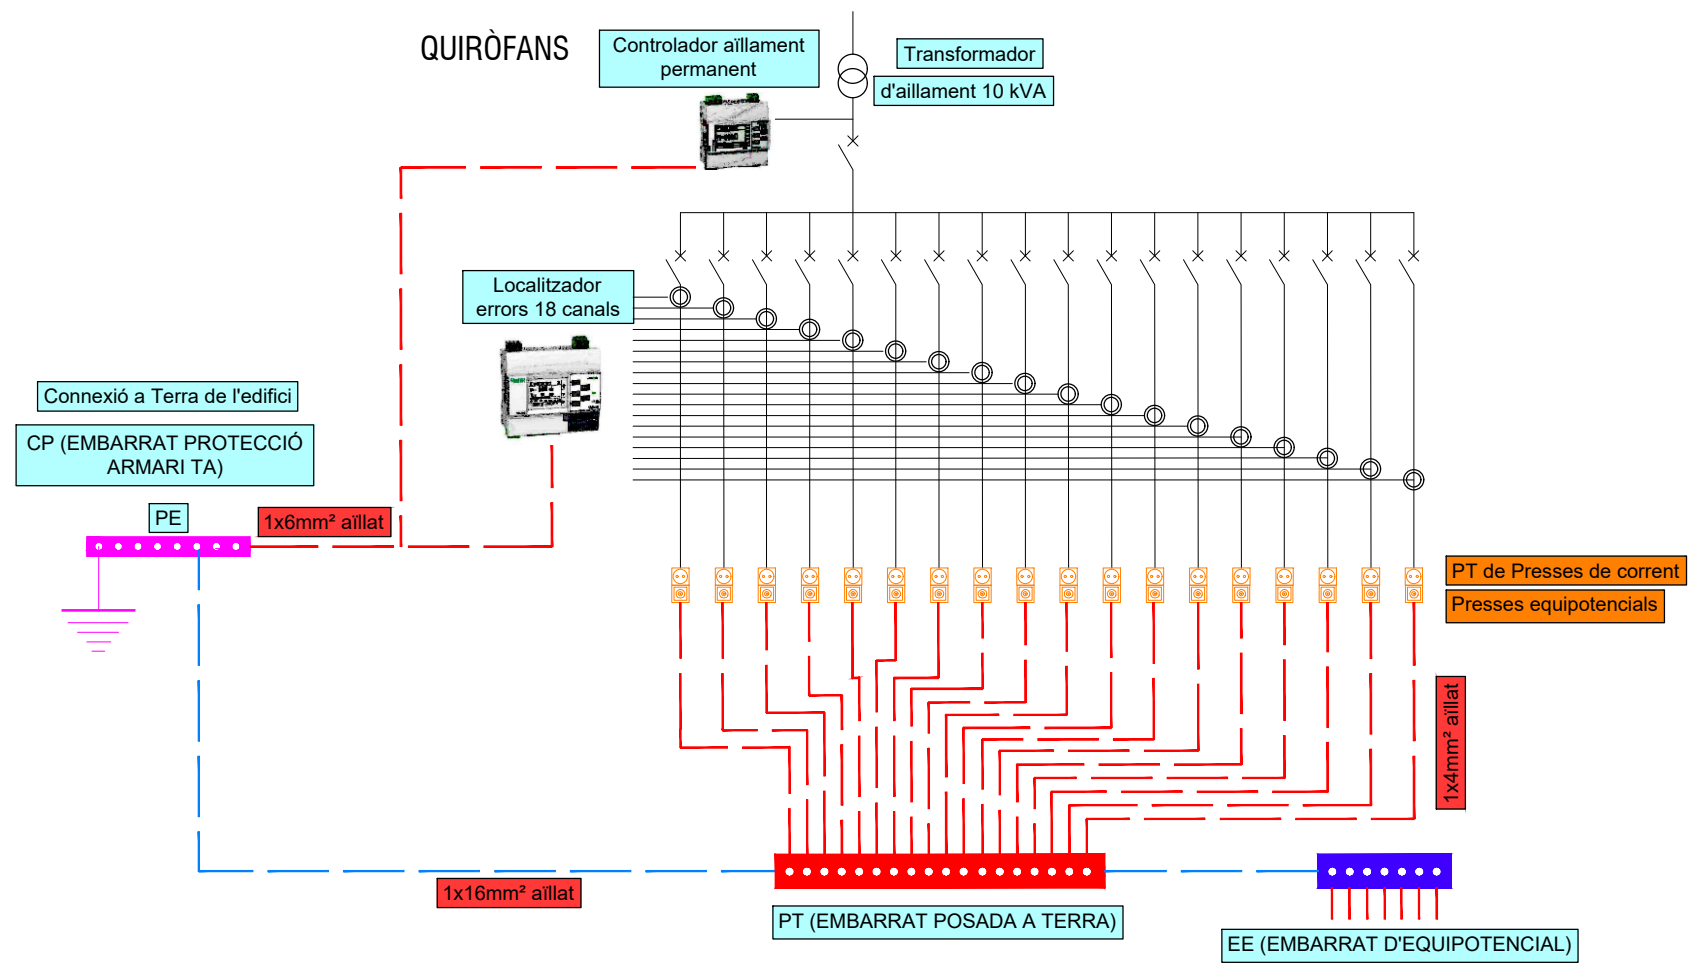 QUIRÒFANS
Controlador aïllament
permanent
Transformador
d'aillament 10 kVA
Localitzador
errors 18 canals
Connexió a Terra de l'edifici
CP (EMBARRAT PROTECCIÓ
ARMARI TA)
PE
1x6mm² aïllat
PT de Presses de corrent
Presses equipotencials
1x4mm² aïllat
1x16mm² aïllat
PT (EMBARRAT POSADA A TERRA)
EE (EMBARRAT D'EQUIPOTENCIAL)